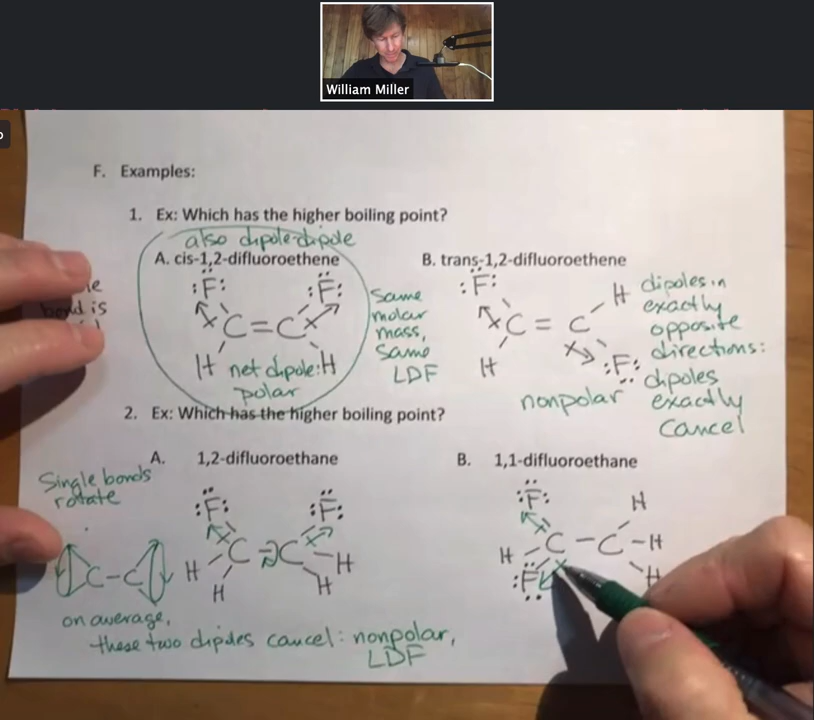 William Miller
F. Examples:
1. Ex: Which has the higher boiling point?
also dipole-dipole
A. cis-1,2-difluoroethene
B. trans-1,2-difluoroethene
:F: :F:
C=C
H H
net dipole:
polar
Same
molar
mass,
same
LDF
:F: H
C = C
H :F:
nonpolar
dipoles in
exactly
opposite
directions:
dipoles
exactly
cancel
bond is
2. Ex: Which has the higher boiling point?
A. 1,2-difluoroethane
B. 1,1-difluoroethane
Single bonds
rotate
C-C
:F: :F:
C-C
H H
H H
:F: H
H -C -C -H
:F H
on average,
these two dipoles cancel: nonpolar,
LDF